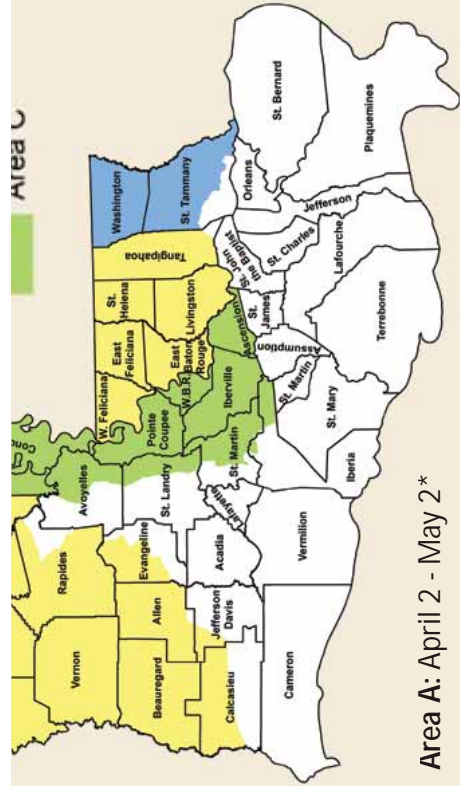 Area C
Washington
St. Tammany
Tangipahoa
St.
Helena
Livingston
East
Feliciana
East
Baton
Rouge
W. Feliciana
W.B.R.
Pointe
Coupee
Iberville
Ascension
Avoyelles
St. Landry
St. Martin
Rapides
Evangeline
Lafayette
Acadia
Vernon
Allen
Beauregard
Jefferson
Davis
Calcasieu
Cameron
Vermilion
Iberia
St. Mary
St. Martin
Assumption
St.
James
St. John
the Baptist
St. Charles
Lafourche
Terrebonne
Jefferson
Orleans
St. Bernard
Plaquemines
Area A: April 2 - May 2*